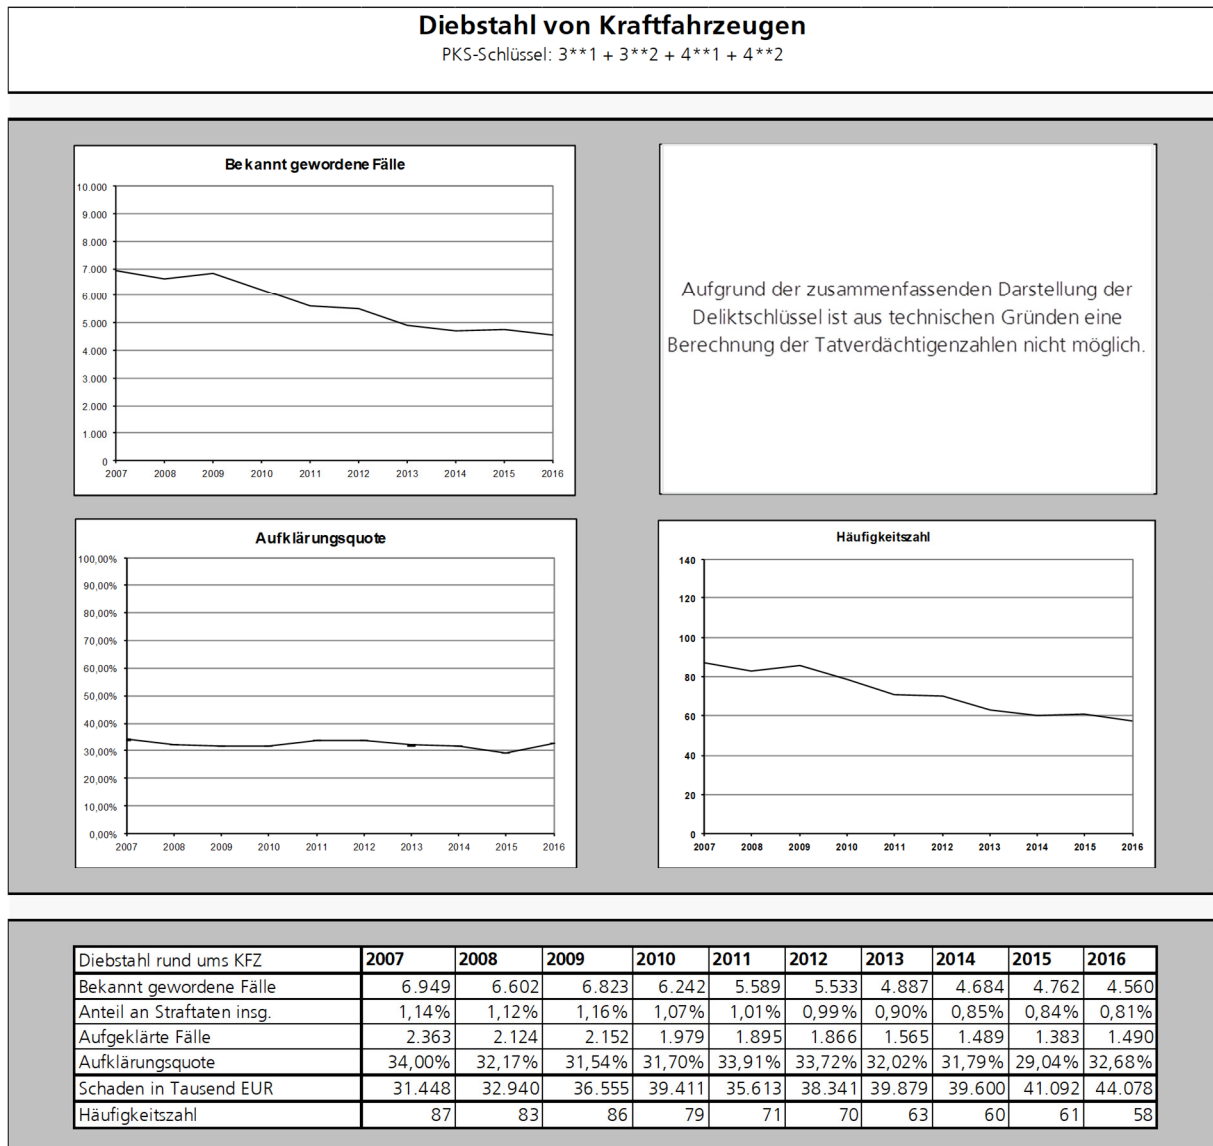 Diebstahl von Kraftfahrzeugen
PKS-Schlüssel: 3**1 + 3**2 + 4**1 + 4**2
Bekannt gewordene Fälle
10.000
9.000
8.000
7.000
6.000
5.000
4.000
3.000
2.000
1.000
0
2007 2008 2009 2010 2011 2012 2013 2014 2015 2016
Aufgrund der zusammenfassenden Darstellung der
Deliktschlüssel ist aus technischen Gründen eine
Berechnung der Tatverdächtigenzahlen nicht möglich.
Aufklärungsquote
100,00%
90,00%
80,00%
70,00%
60,00%
50,00%
40,00%
30,00%
20,00%
10,00%
0,00%
2007 2008 2009 2010 2011 2012 2013 2014 2015 2016
Häufigkeitszahl
140
120
100
80
60
40
20
0
2007 2008 2009 2010 2011 2012 2013 2014 2015 2016
Diebstahl rund ums KFZ 2007 2008 2009 2010 2011 2012 2013 2014 2015 2016
Bekannt gewordene Fälle 6.949 6.602 6.823 6.242 5.589 5.533 4.887 4.684 4.762 4.560
Anteil an Straftaten insg. 1,14% 1,12% 1,16% 1,07% 1,01% 0,99% 0,90% 0,85% 0,84% 0,81%
Aufgeklärte Fälle 2.363 2.124 2.152 1.979 1.895 1.866 1.565 1.489 1.383 1.490
Aufklärungsquote 34,00% 32,17% 31,54% 31,70% 33,91% 33,72% 32,02% 31,79% 29,04% 32,68%
Schaden in Tausend EUR 31.448 32.940 36.555 39.411 35.613 38.341 39.879 39.600 41.092 44.078
Häufigkeitszahl 87 83 86 79 71 70 63 60 61 58